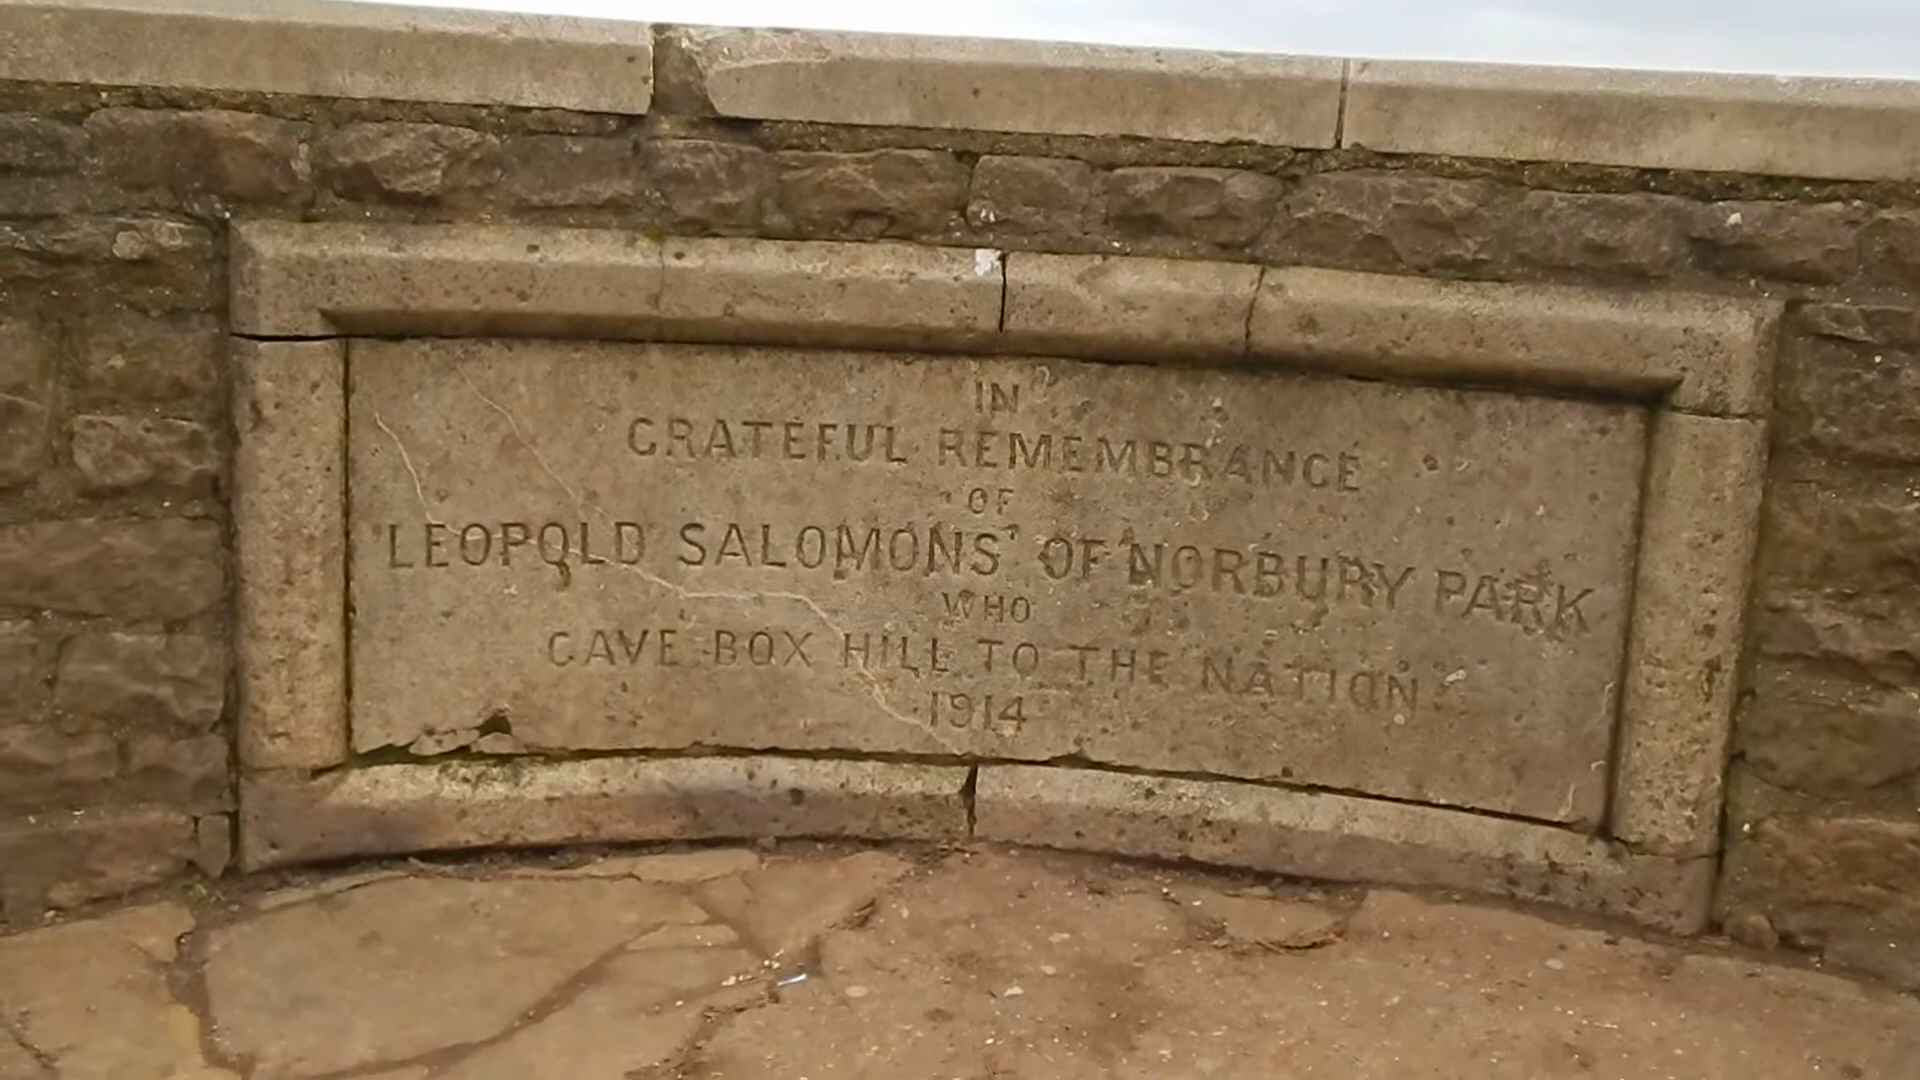 IN
GRATEFUL REMEMBRANCE
OF
LEOPOLD SALOMONS OF NORBURY PARK
WHO
GAVE BOX HILL TO THE NATION
1914